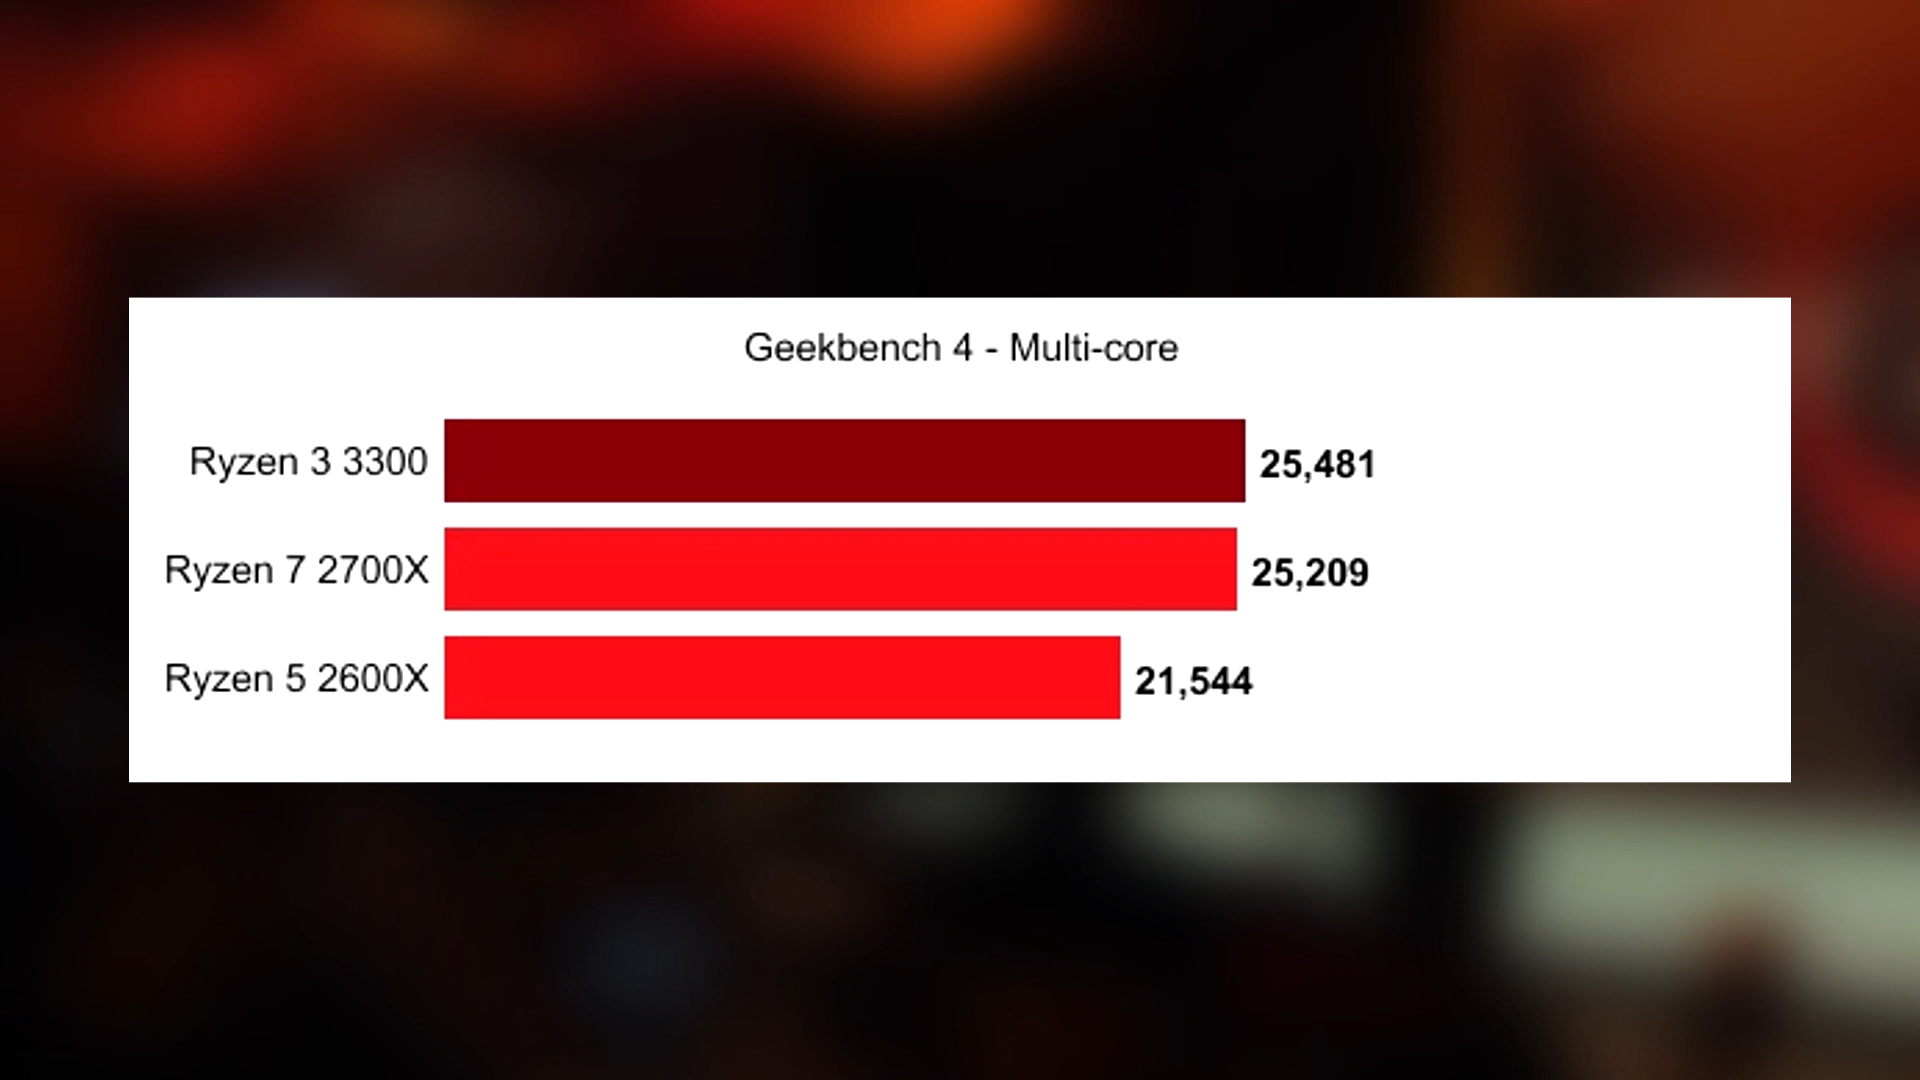 Geekbench 4 - Multi-core
Ryzen 3 3300 25,481
Ryzen 7 2700X 25,209
Ryzen 5 2600X 21,544